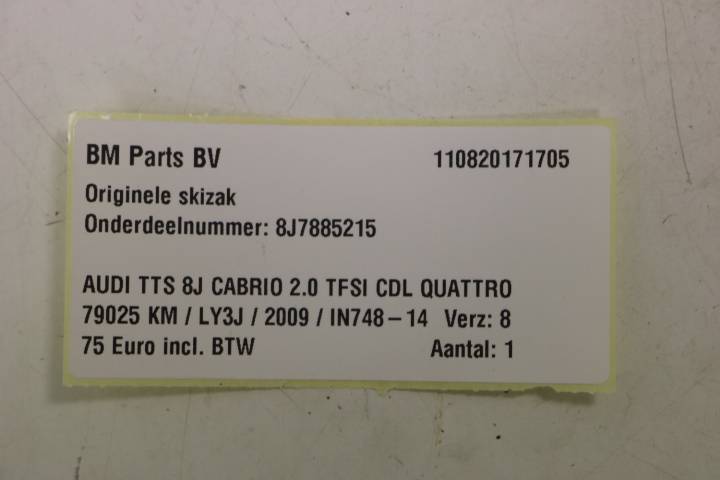 BM Parts BV 110820171705
Originele skizak
Onderdeelnummer: 8J7885215
AUDI TTS 8J CABRIO 2.0 TFSI CDL QUATTRO
79025 KM / LY3J / 2009 / IN748-14 Verz: 8
75 Euro incl. BTW Aantal: 1